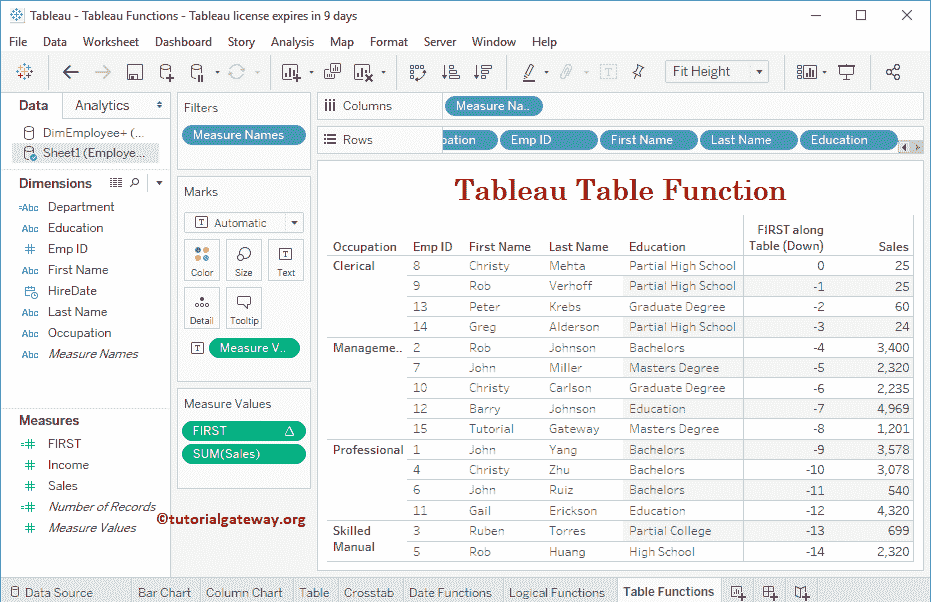 Tableau - Tableau Functions - Tableau license expires in 9 days
File Data Worksheet Dashboard Story Analysis Map Format Server Window Help
Fit Height
Data Analytics
DimEmployee+ (...
Sheet1 (Employe...
Dimensions
Abc Department
Abc Education
Emp ID
Abc First Name
HireDate
Abc Last Name
Abc Occupation
Abc Measure Names
Measures
FIRST
Income
Sales
Number of Records
Measure Values
Filters
Measure Names
Marks
Automatic
Color Size Text
Detail Tooltip
Measure V..
Measure Values
FIRST
SUM(Sales)
©tutorialgateway.org
Columns Measure Na..
Rows pation Emp ID First Name Last Name Education
Tableau Table Function
FIRST along
Occupation Emp ID First Name Last Name Education Table (Down) Sales
Clerical 8 Christy Mehta Partial High School 0 25
9 Rob Verhoff Partial High School -1 25
13 Peter Krebs Graduate Degree -2 60
14 Greg Alderson Partial High School -3 24
Manageme.. 2 Rob Johnson Bachelors -4 3,400
7 John Miller Masters Degree -5 2,320
10 Christy Carlson Graduate Degree -6 2,235
12 Barry Johnson Education -7 4,969
15 Tutorial Gateway Masters Degree -8 1,201
Professional 1 John Yang Bachelors -9 3,578
4 Christy Zhu Bachelors -10 3,078
6 John Ruiz Bachelors -11 540
11 Gail Erickson Education -12 4,320
Skilled 3 Ruben Torres Partial College -13 699
Manual
5 Rob Huang High School -14 2,320
Data Source Bar Chart Column Chart Table Crosstab Date Functions Logical Functions Table Functions